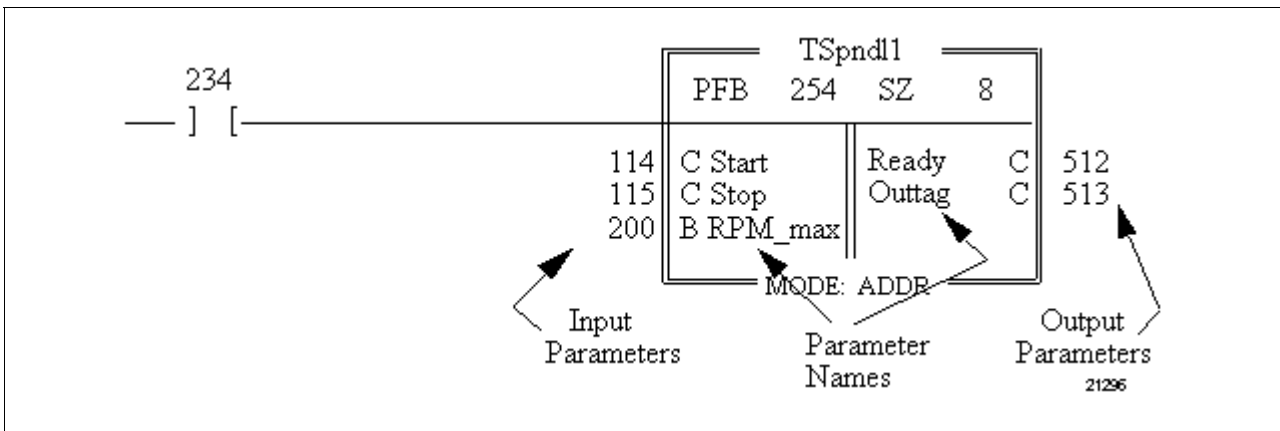 TSpndl1
234
PFB 254 SZ 8
] [
114 C Start Ready C 512
115 C Stop Outtag C 513
200 B RPM_max
MODE: ADDR
Input Parameters
Parameter Names
Output Parameters
21296